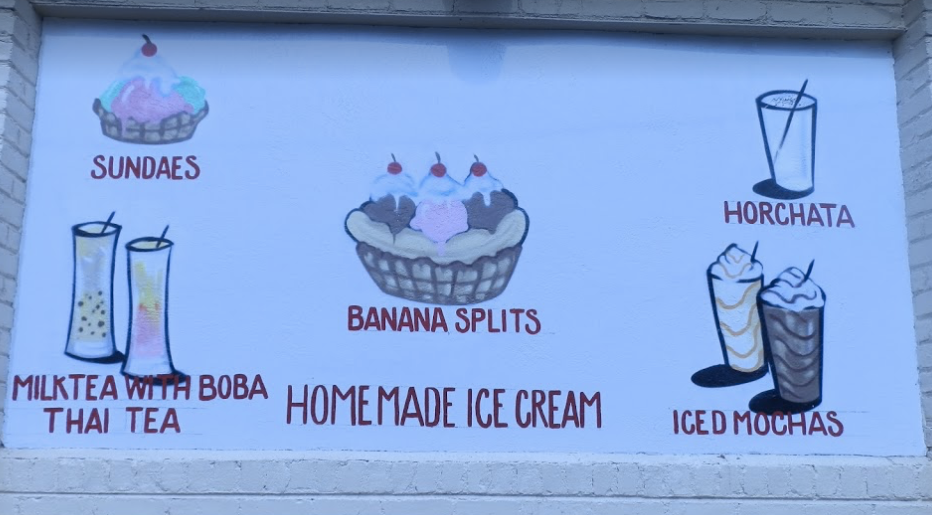 SUNDAES
HORCHATA
BANANA SPLITS
MILKTEA WITH BOBA
THAI TEA
HOMEMADE ICE CREAM
ICED MOCHAS